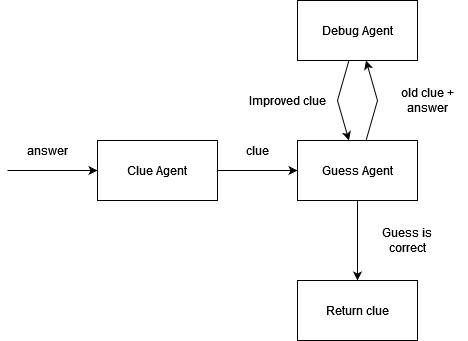 Debug Agent
Improved clue
old clue +
answer
answer
Clue Agent
clue
Guess Agent
Guess is
correct
Return clue